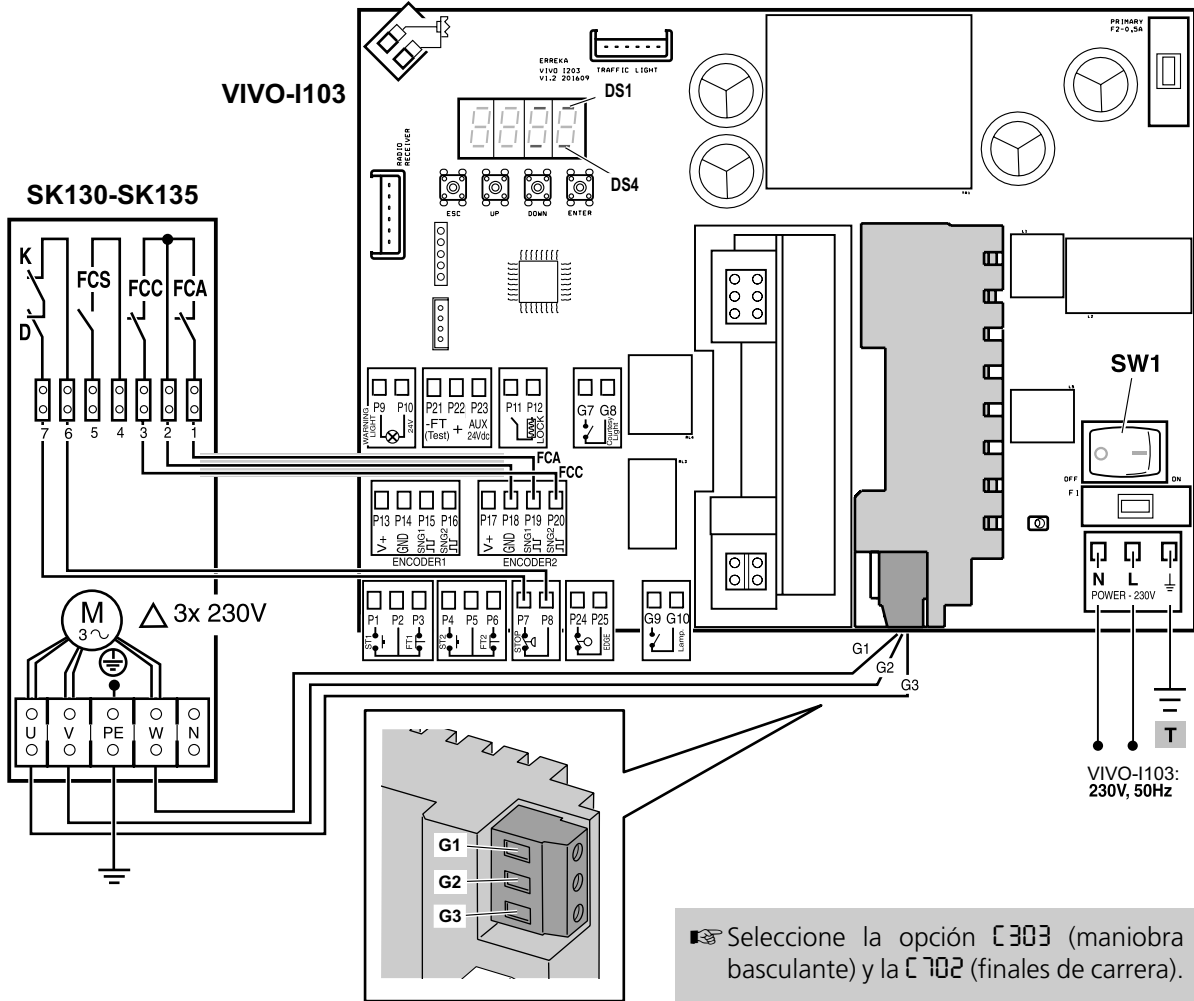 VIVO-I103
ERREKA
VIVO I203
V1.2 201609
TRAFFIC LIGHT
PRIMARY
F2-0,5A
DS1
DS4
RADIO
RECEIVER
ESC
UP
DOWN
ENTER
SK130-SK135
K
D
FCS
FCC
FCA
7
6
5
4
3
2
1
WARNING
LIGHT
P9
P10
24V
P21
P22
P23
-FT
(Test)
+
AUX
24Vdc
P11
P12
LOCK
G7
G8
Courtesy
Light
FCA
FCC
P13
P14
P15
P16
V+
GND
SNG1
SNG2
ENCODER1
P17
P18
P19
P20
V+
GND
SNG1
SNG2
ENCODER2
P1
P2
P3
ST1
FT1
P4
P5
P6
ST2
FT2
P7
P8
STOP
P24
P25
EDGE
G9
G10
Lamp.
SW1
OFF
ON
F1
N
L
POWER - 230V
T
VIVO-I103:
230V, 50Hz
M
3
3x 230V
U
V
PE
W
N
G1
G2
G3
G1
G2
G3
☞ Seleccione la opción C303 (maniobra
basculante) y la C702 (finales de carrera).